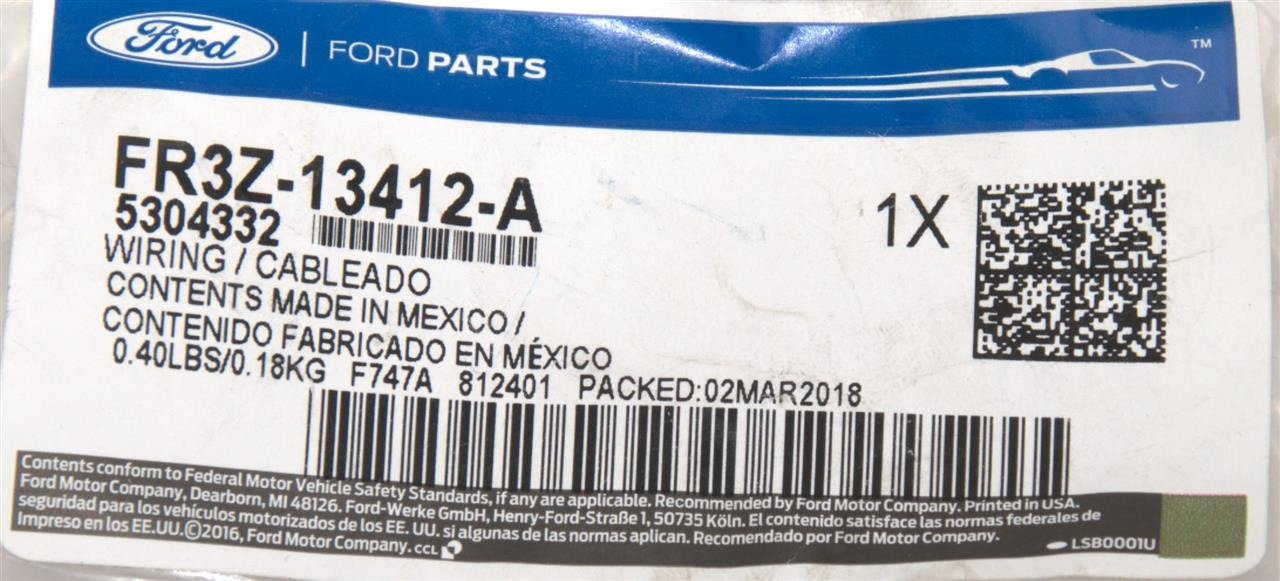 Ford | FORD PARTS ™
FR3Z-13412-A
5304332
1X
WIRING / CABLEADO
CONTENTS MADE IN MEXICO /
CONTENIDO FABRICADO EN MÉXICO
0.40LBS/0.18KG F747A 812401 PACKED:02MAR2018
Contents conform to Federal Motor Vehicle Safety Standards, if any are applicable. Recommended by Ford Motor Company. Printed in USA.
Ford Motor Company, Dearborn, MI 48126. Ford-Werke GmbH, Henry-Ford-Straße 1, 50735 Köln. El contenido satisface las normas federales de
seguridad para los vehículos motorizados de los EE. UU. si algunas de las normas aplican. Recomendado por Ford Motor Company.
Impreso en los EE.UU.©2016, Ford Motor Company. CCL
LSB0001U